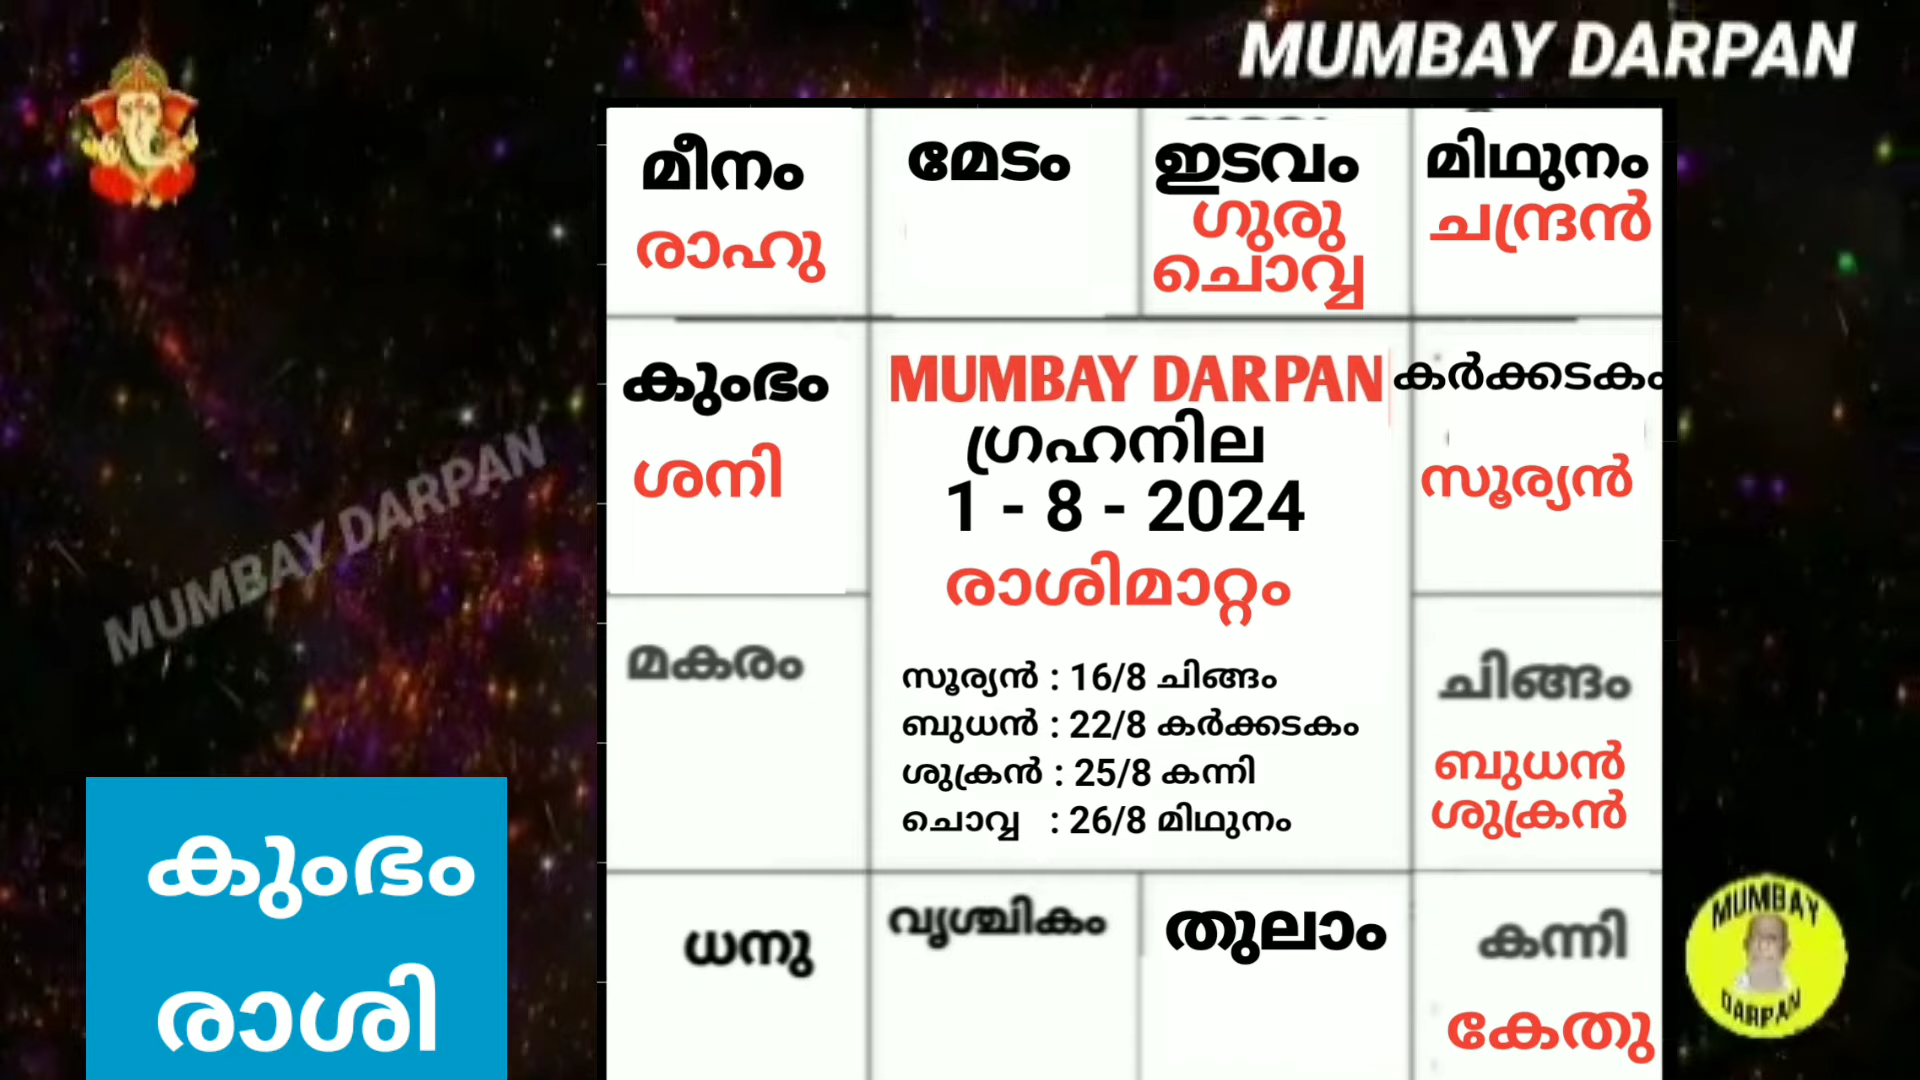 MUMBAY DARPAN
മീനം
രാഹു
മേടം
ഇടവം
ഗുരു
ചൊവ്വ
മിഥുനം
ചന്ദ്രൻ
കുംഭം
ശനി
MUMBAY DARPAN
ഗ്രഹനില
1 - 8 - 2024
രാശിമാറ്റം
സൂര്യൻ : 16/8 ചിങ്ങം
ബുധൻ : 22/8 കർക്കടകം
ശുക്രൻ : 25/8 കന്നി
ചൊവ്വ : 26/8 മിഥുനം
കർക്കടകം
സൂര്യൻ
MUMBAY DARPAN
മകരം
ചിങ്ങം
ബുധൻ
ശുക്രൻ
കുംഭം
രാശി
ധനു
വൃശ്ചികം
തുലാം
കന്നി
കേതു
MUMBAY
DARPAN